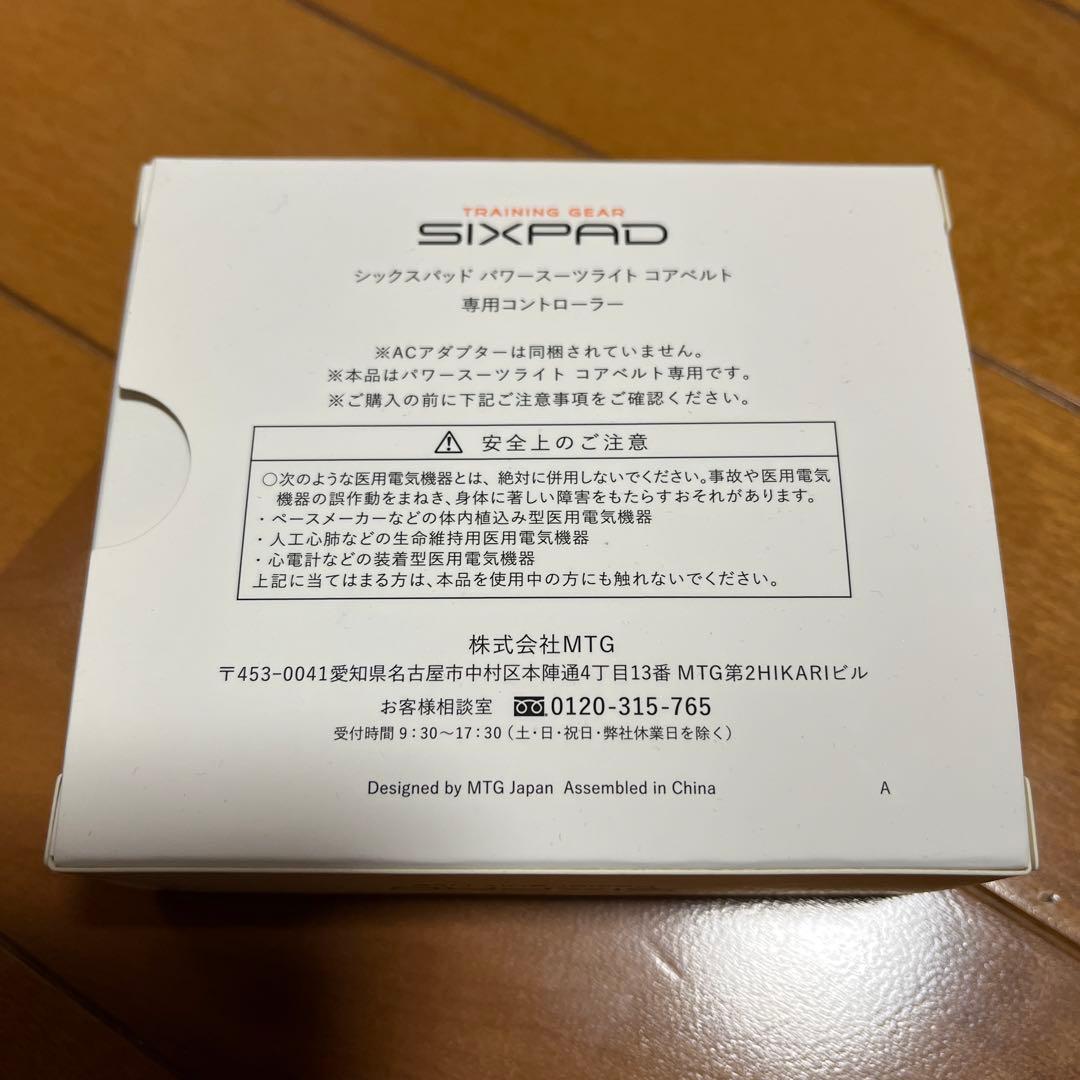 TRAINING GEAR
SIXPAD
シックスパッド パワースーツライト コアベルト
専用コントローラー
※ACアダプターは同梱されていません。
※本品はパワースーツライト コアベルト専用です。
※ご購入の前に下記ご注意事項をご確認ください。
⚠ 安全上のご注意
○次のような医用電気機器とは、絶対に併用しないでください。事故や医用電気
機器の誤作動をまねき、身体に著しい障害をもたらすおそれがあります。
・ペースメーカーなどの体内植込み型医用電気機器
・人工心肺などの生命維持用医用電気機器
・心電計などの装着型医用電気機器
上記に当てはまる方は、本品を使用中の方にも触れないでください。
株式会社MTG
〒453-0041愛知県名古屋市中村区本陣通4丁目13番 MTG第2HIKARIビル
お客様相談室 0120-315-765
受付時間 9：30～17：30（土・日・祝日・弊社休業日を除く）
Designed by MTG Japan Assembled in China A